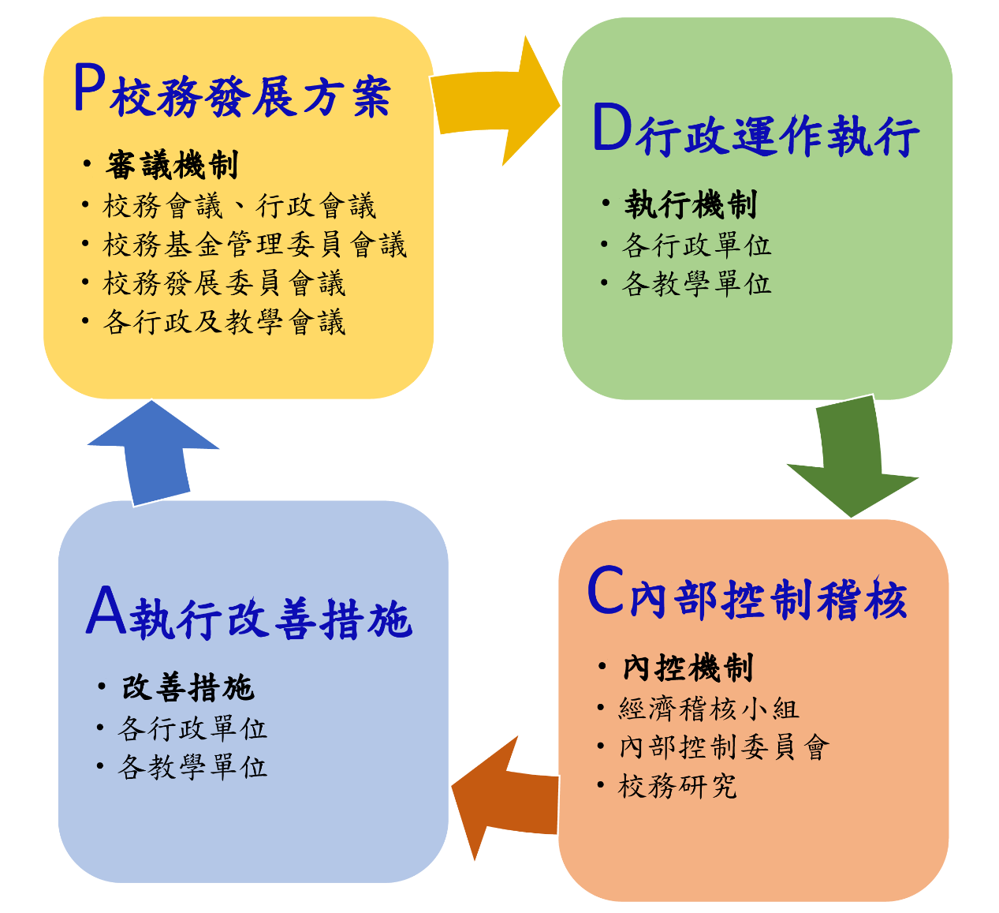 P校務發展方案
• 審議機制
• 校務會議、行政會議
• 校務基金管理委員會議
• 校務發展委員會議
• 各行政及教學會議
D行政運作執行
• 執行機制
• 各行政單位
• 各教學單位
C內部控制稽核
• 內控機制
• 經濟稽核小組
• 內部控制委員會
• 校務研究
A執行改善措施
• 改善措施
• 各行政單位
• 各教學單位